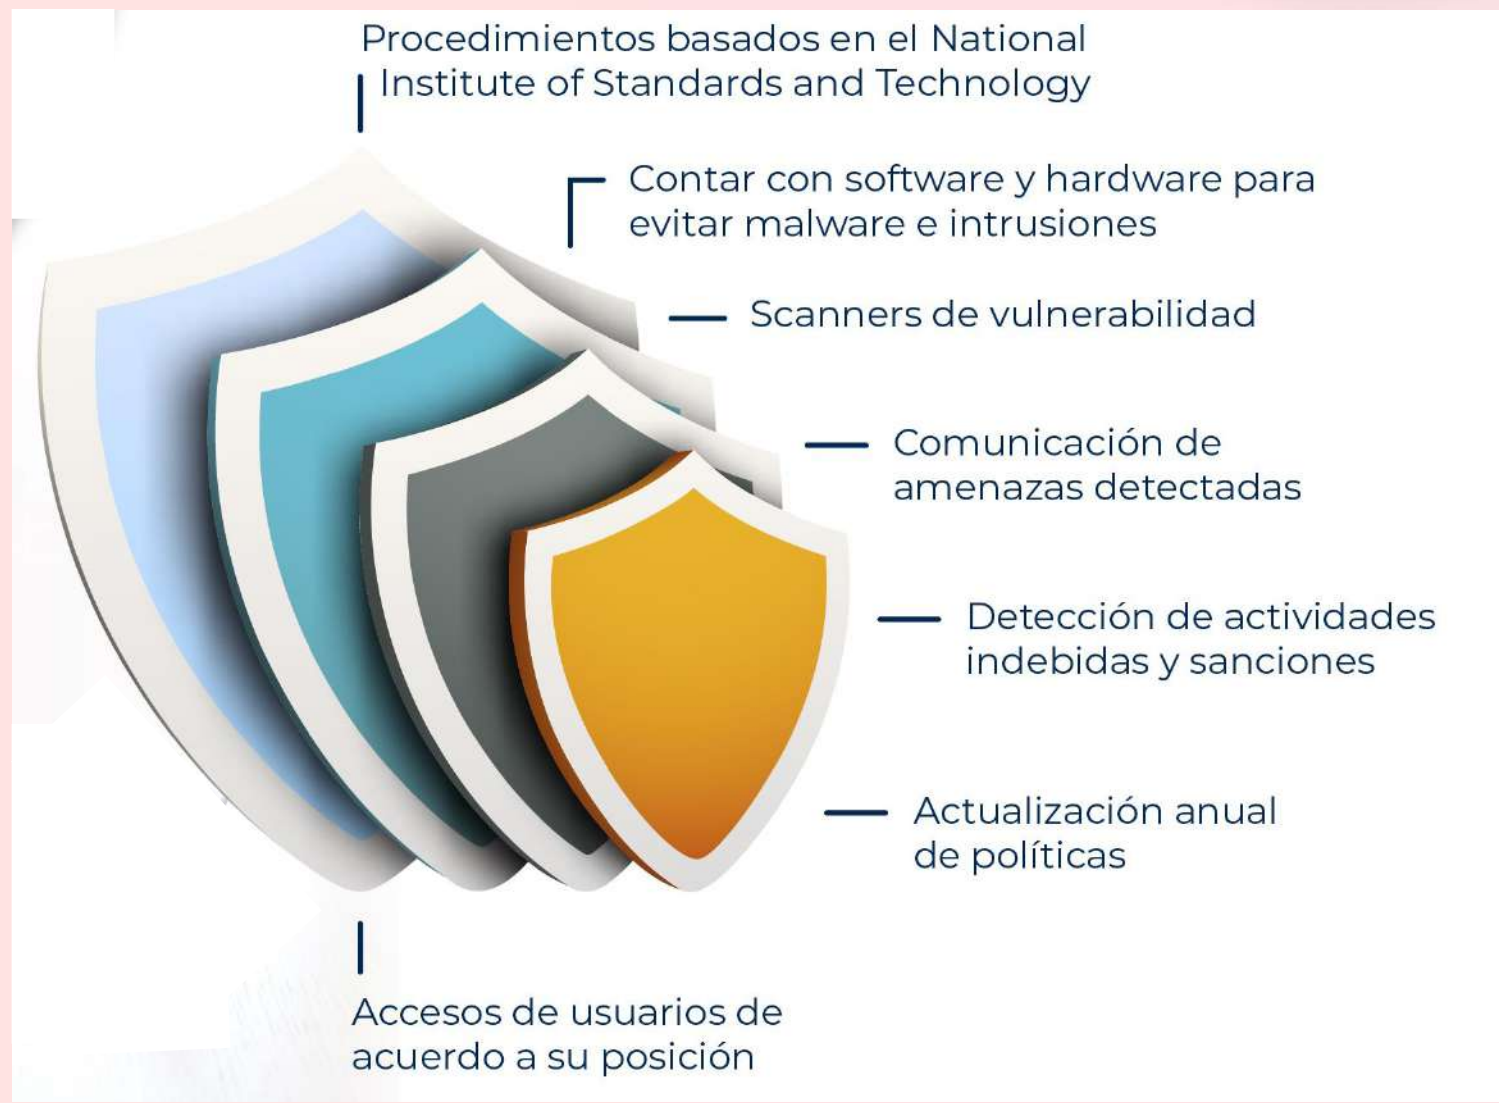 Procedimientos basados en el National
Institute of Standards and Technology
Contar con software y hardware para
evitar malware e intrusiones
Scanners de vulnerabilidad
Comunicación de
amenazas detectadas
Detección de actividades
indebidas y sanciones
Actualización anual
de políticas
Accesos de usuarios de
acuerdo a su posición